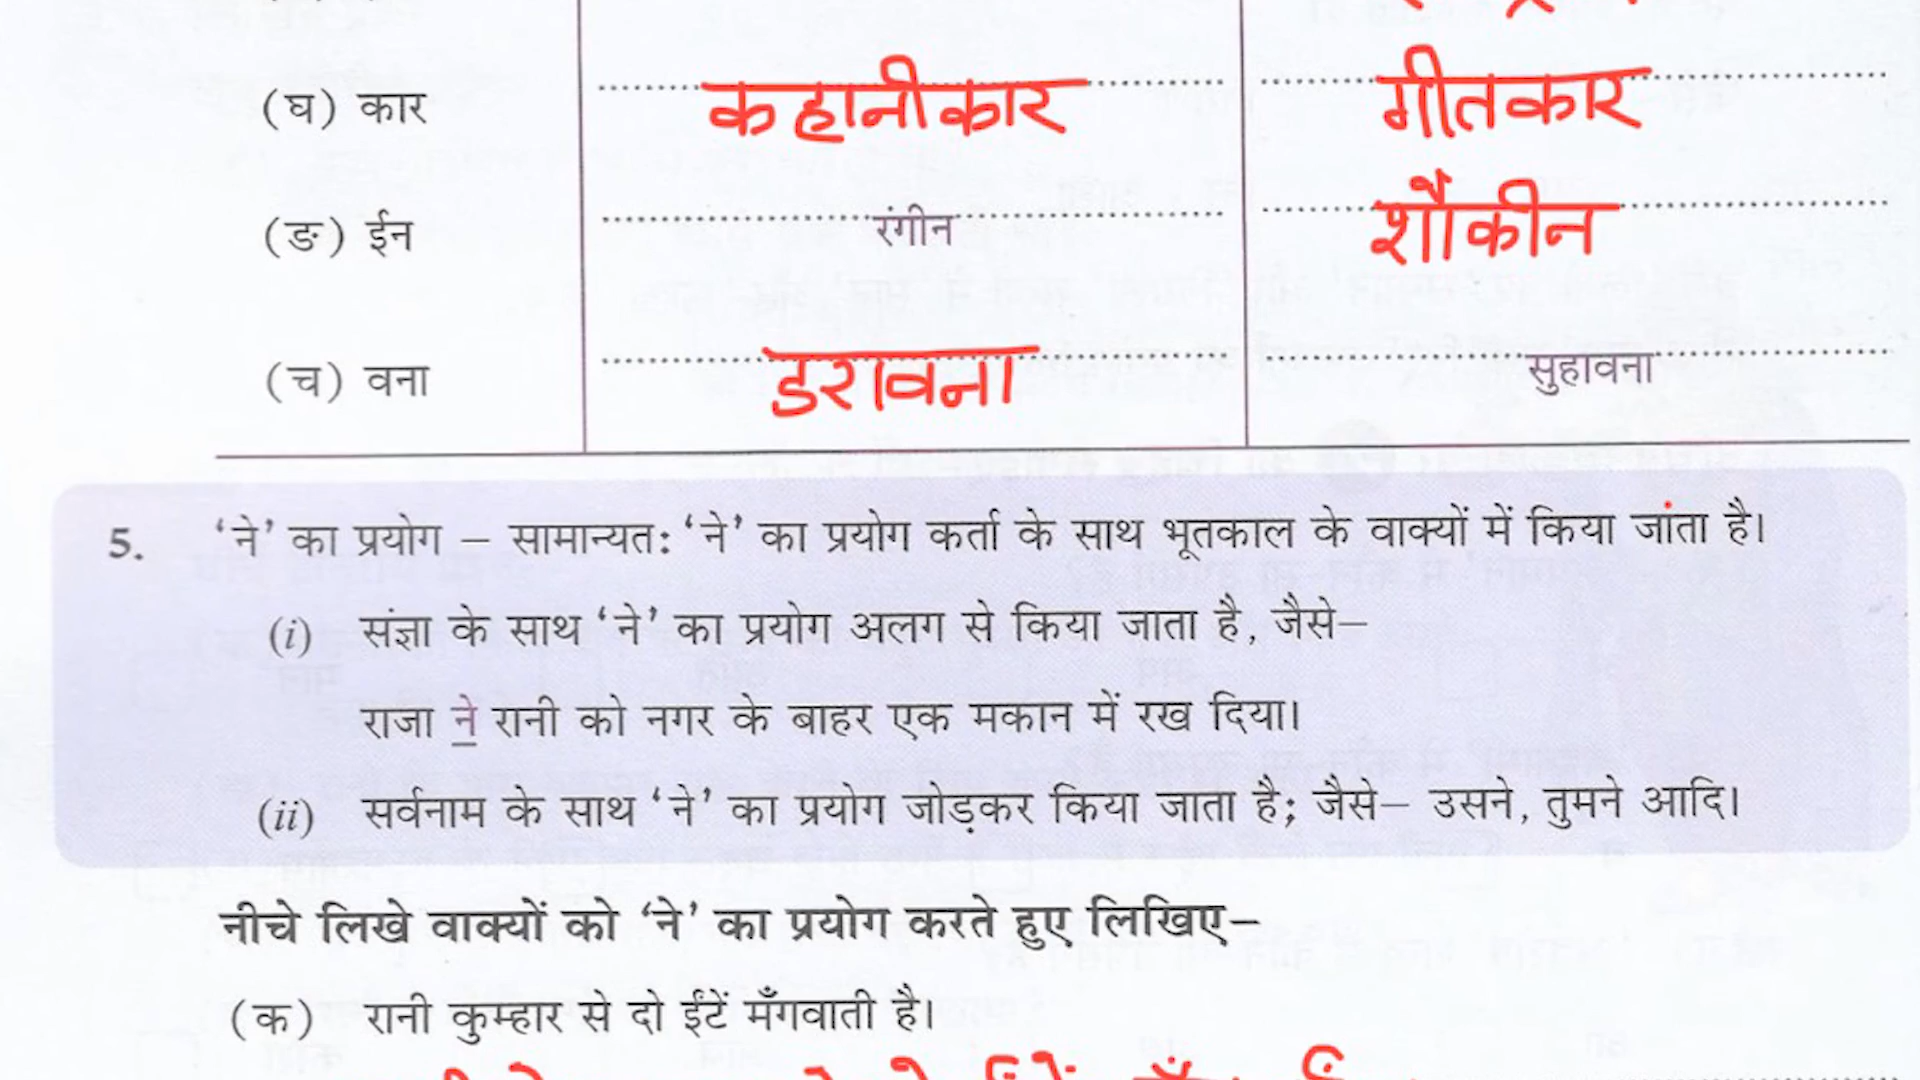 (घ) कार कहानीकार गीतकार
(ङ) ईन रंगीन शौकीन
(च) वना डरावना सुहावना
5. ‘ने’ का प्रयोग – सामान्यतः ‘ने’ का प्रयोग कर्ता के साथ भूतकाल के वाक्यों में किया जाता है।
(i) संज्ञा के साथ ‘ने’ का प्रयोग अलग से किया जाता है, जैसे–
राजा ने रानी को नगर के बाहर एक मकान में रख दिया।
(ii) सर्वनाम के साथ ‘ने’ का प्रयोग जोड़कर किया जाता है; जैसे– उसने, तुमने आदि।
नीचे लिखे वाक्यों को ‘ने’ का प्रयोग करते हुए लिखिए–
(क) रानी कुम्हार से दो ईंटें मँगवाती है।